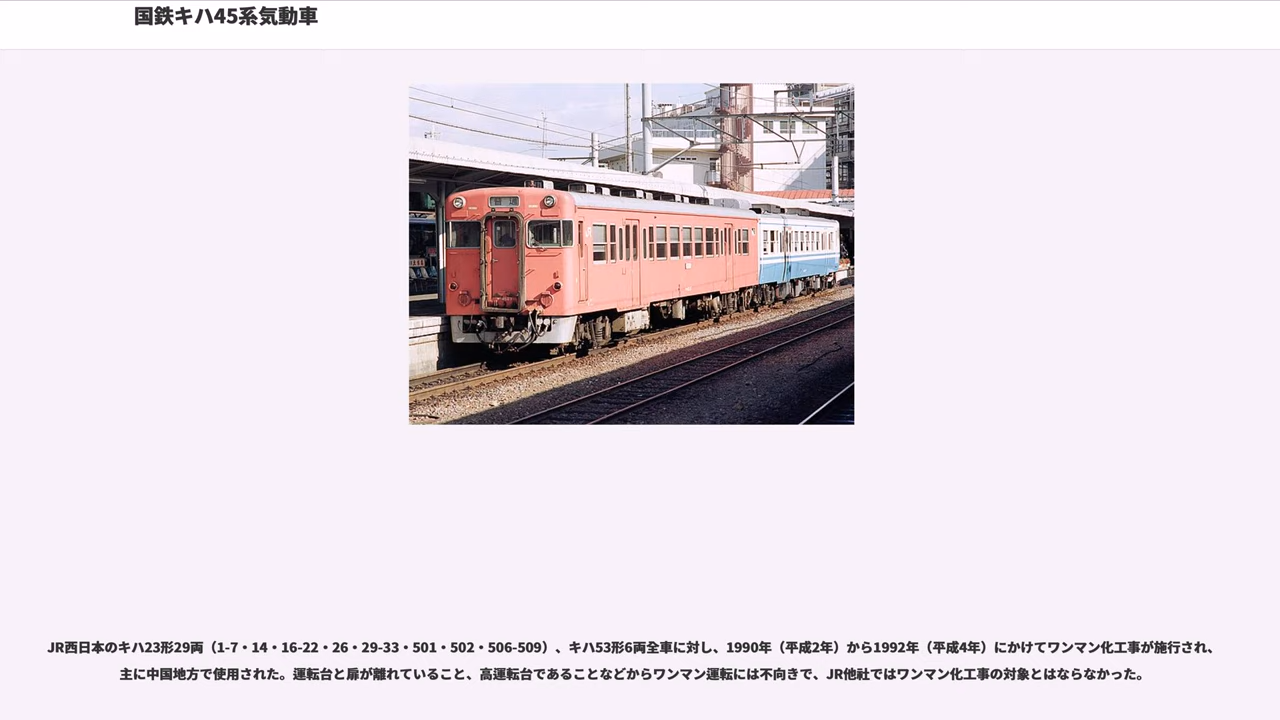 国鉄キハ45系気動車
JR西日本のキハ23形29両（1-7・14・16-22・26・29-33・501・502・506-509）、キハ53形6両全車に対し、1990年（平成2年）から1992年（平成4年）にかけてワンマン化工事が施行され、
主に中国地方で使用された。運転台と扉が離れていること、高運転台であることなどからワンマン運転には不向きで、JR他社ではワンマン化工事の対象とはならなかった。